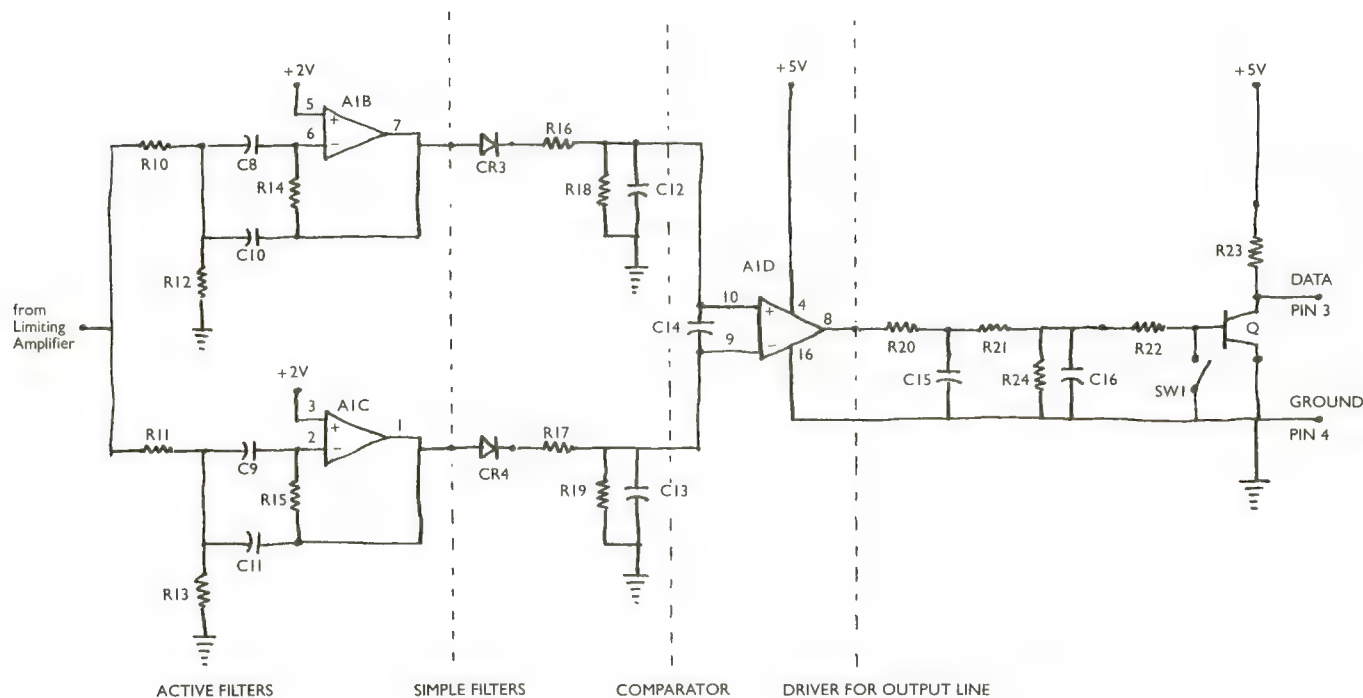 +5V
+5V
+2V
A1B
5
+
7
6
-
R10
C8
R14
CR3
R16
R18
C12
C10
R12
A1D
R23
DATA
PIN 3
from
Limiting
Amplifier
C14
10
+
4
8
9
-
16
R20
R21
R22
Q
C15
R24
C16
SW1
GROUND
PIN 4
+2V
A1C
3
+
1
2
-
R11
C9
R15
CR4
R17
R19
C13
C11
R13
ACTIVE FILTERS
SIMPLE FILTERS
COMPARATOR
DRIVER FOR OUTPUT LINE